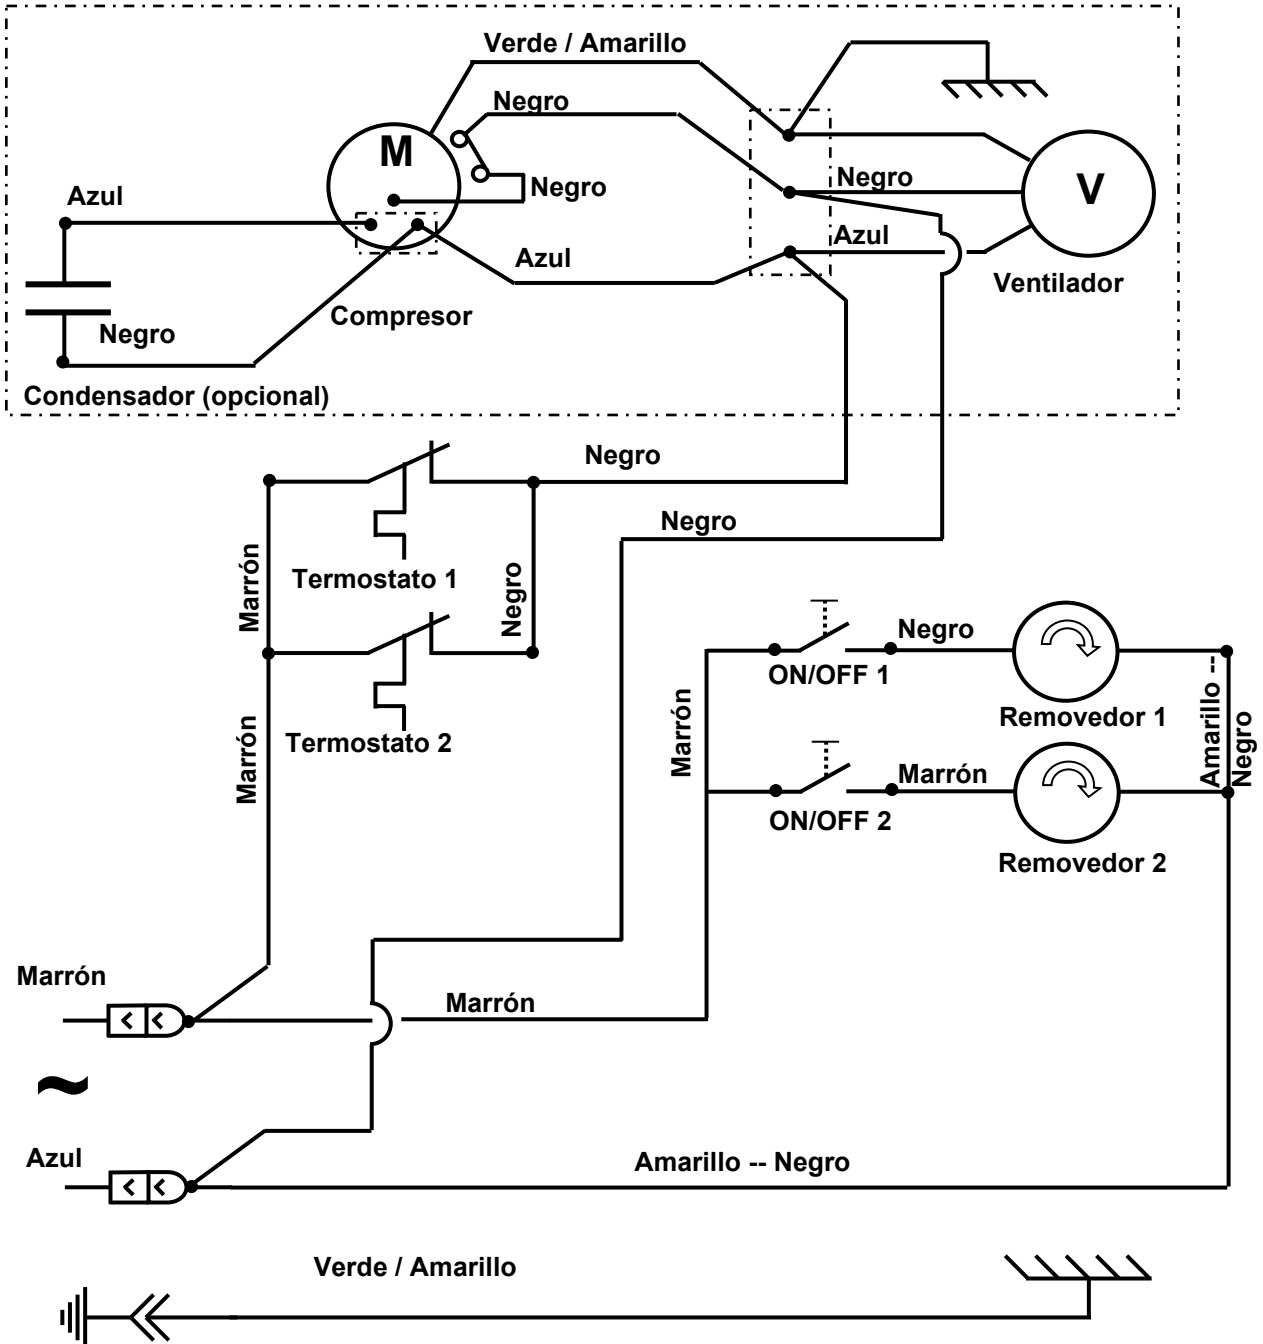 Verde / Amarillo
Negro
M
Negro
Negro
V
Azul
Azul
Azul
Ventilador
Compresor
Negro
Condensador (opcional)
Negro
Negro
Marrón
Termostato 1
Negro
Negro
ON/OFF 1
Amarillo --
Negro
Marrón
Removedor 1
Marrón
Termostato 2
Marrón
ON/OFF 2
Removedor 2
Marrón
Marrón
~
Azul
Amarillo -- Negro
Verde / Amarillo